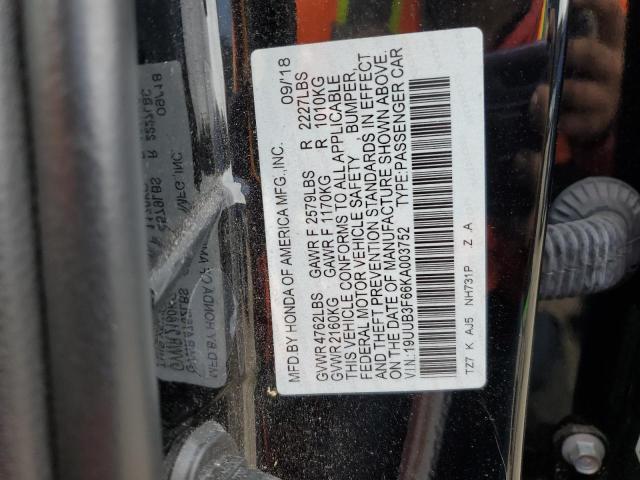 MFD BY HONDA OF AMERICA MFG.,INC. 09/18
GVWR 4762LBS GAWR F 2579LBS R 2227LBS
GVWR 2160KG GAWR F 1170KG R 1010KG
THIS VEHICLE CONFORMS TO ALL APPLICABLE
FEDERAL MOTOR VEHICLE SAFETY , BUMPER,
AND THEFT PREVENTION STANDARDS IN EFFECT
ON THE DATE OF MANUFACTURE SHOWN ABOVE.
VIN:19UUB3F66KA003752 TYPE:PASSENGER CAR
TZ7 K AJ5 NH731P Z A